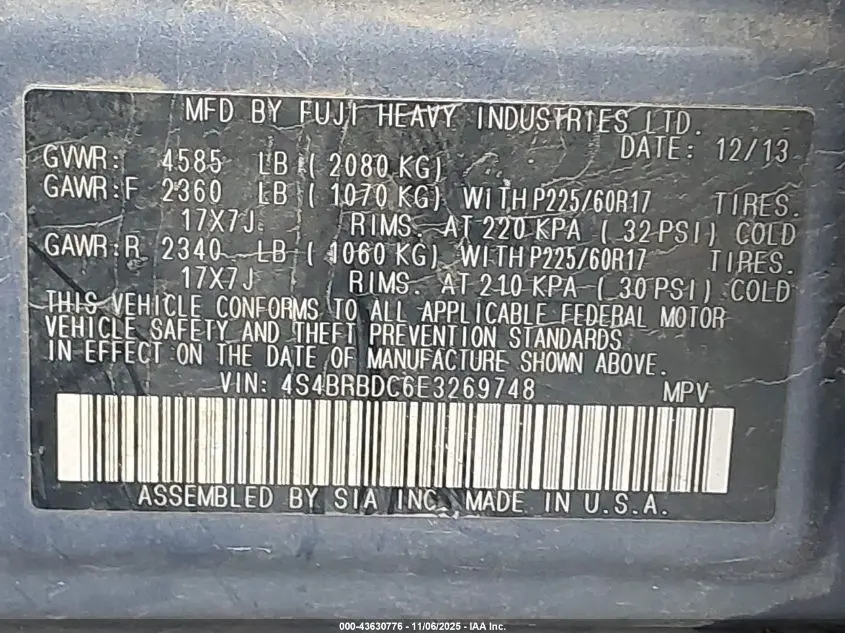 MFD BY FUJI HEAVY INDUSTRIES LTD.
DATE: 12/13
GVWR: 4585 LB ( 2080 KG)
GAWR:F 2360 LB ( 1070 KG) WITH P225/60R17 TIRES.
17X7J RIMS. AT 220 KPA ( 32 PSI) COLD
GAWR:R 2340 LB ( 1060 KG) WITH P225/60R17 TIRES.
17X7J RIMS. AT 210 KPA ( 30 PSI) COLD
THIS VEHICLE CONFORMS TO ALL APPLICABLE FEDERAL MOTOR
VEHICLE SAFETY AND THEFT PREVENTION STANDARDS
IN EFFECT ON THE DATE OF MANUFACTURE SHOWN ABOVE.
VIN: 4S4BRBDC6E3269748 MPV
ASSEMBLED BY SIA INC. MADE IN U.S.A.
000-43630776 - 11/06/2025 - IAA Inc.